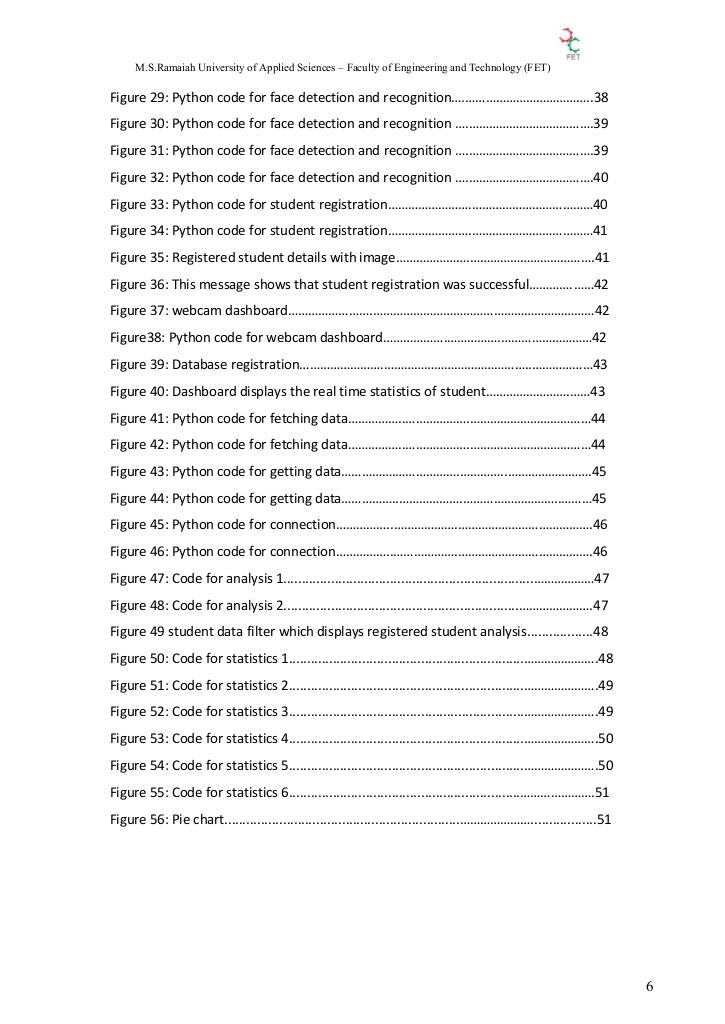 FET
M.S.Ramaiah University of Applied Sciences – Faculty of Engineering and Technology (FET)
Figure 29: Python code for face detection and recognition..........................................38
Figure 30: Python code for face detection and recognition .........................................39
Figure 31: Python code for face detection and recognition .........................................39
Figure 32: Python code for face detection and recognition .........................................40
Figure 33: Python code for student registration.............................................................40
Figure 34: Python code for student registration.............................................................41
Figure 35: Registered student details with image...........................................................41
Figure 36: This message shows that student registration was successful...................42
Figure 37: webcam dashboard...........................................................................................42
Figure38: Python code for webcam dashboard..............................................................42
Figure 39: Database registration.......................................................................................43
Figure 40: Dashboard displays the real time statistics of student...............................43
Figure 41: Python code for fetching data........................................................................44
Figure 42: Python code for fetching data........................................................................44
Figure 43: Python code for getting data..........................................................................45
Figure 44: Python code for getting data..........................................................................45
Figure 45: Python code for connection............................................................................46
Figure 46: Python code for connection............................................................................46
Figure 47: Code for analysis 1............................................................................................47
Figure 48: Code for analysis 2............................................................................................47
Figure 49 student data filter which displays registered student analysis..................48
Figure 50: Code for statistics 1...........................................................................................48
Figure 51: Code for statistics 2...........................................................................................49
Figure 52: Code for statistics 3...........................................................................................49
Figure 53: Code for statistics 4...........................................................................................50
Figure 54: Code for statistics 5...........................................................................................50
Figure 55: Code for statistics 6...........................................................................................51
Figure 56: Pie chart..............................................................................................................51
6